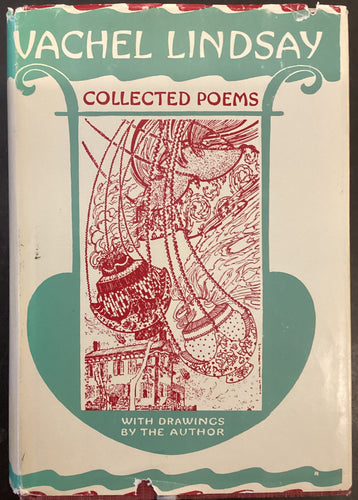 VACHEL LINDSAY
COLLECTED POEMS
WITH DRAWINGS
BY THE AUTHOR